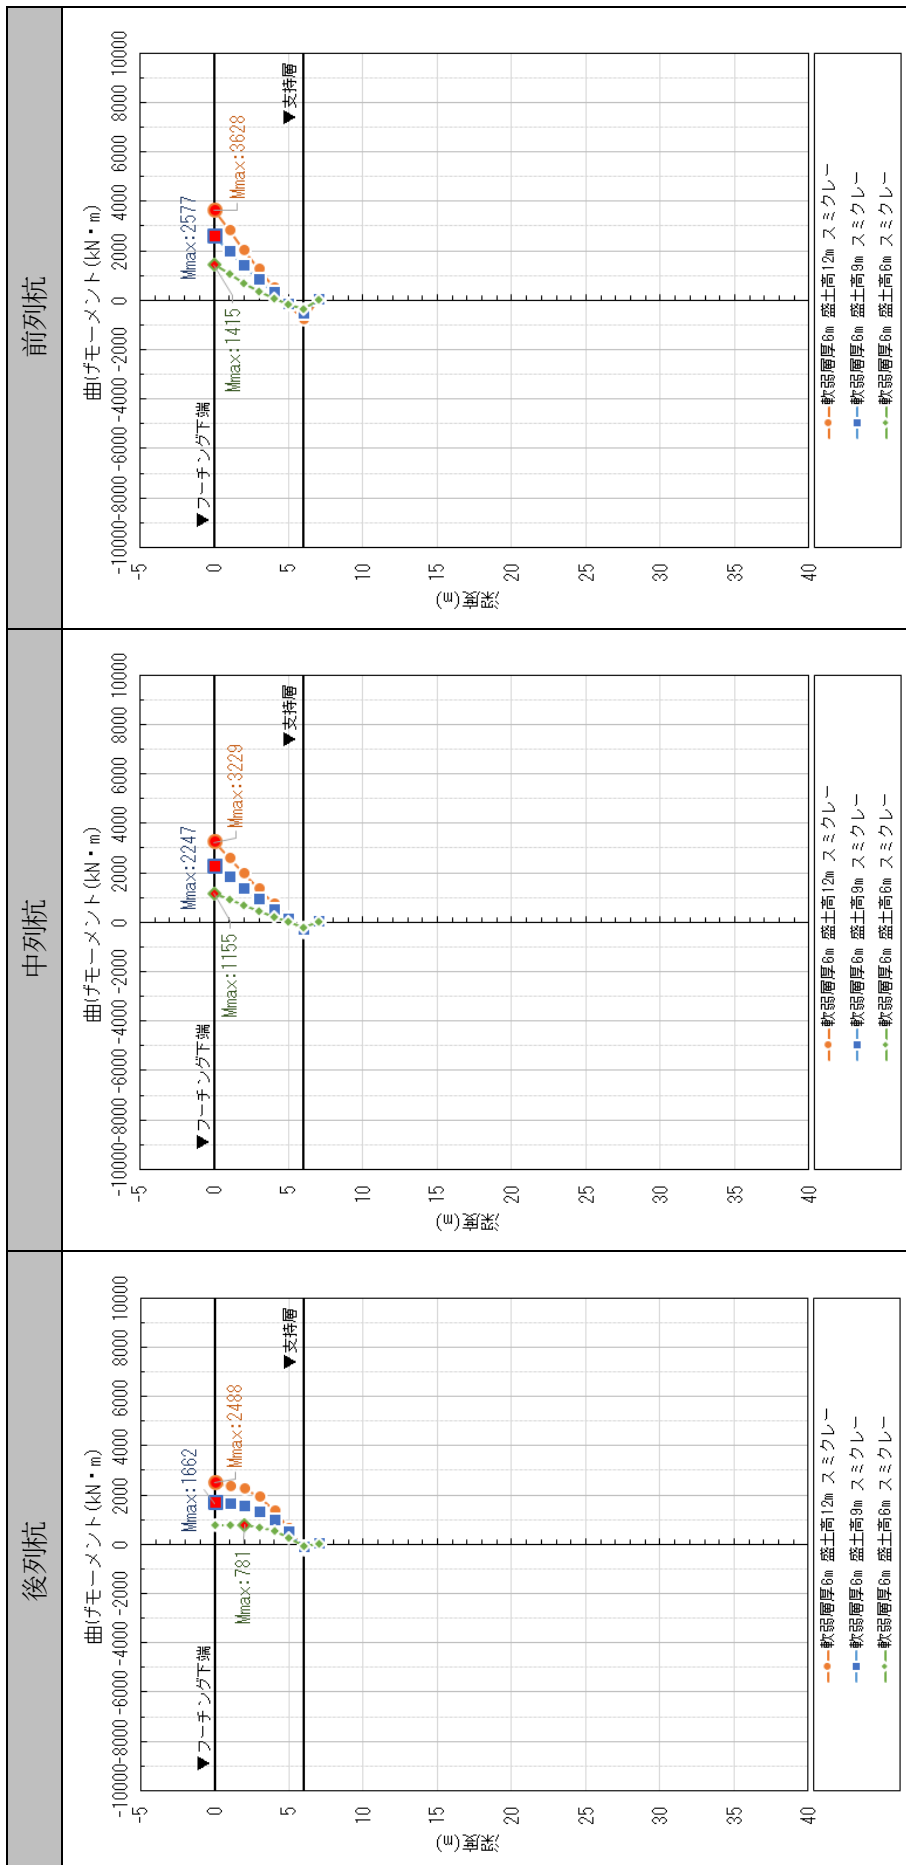 後列杭
曲げモーメント(kN・m)
-10000-8000 -6000 -4000 -2000 0 2000 4000 6000 8000 10000
-5
0
5
10
15
20
25
30
35
40
深度(m)
▼フーチング下端
▼支持層
Mmax:1662
Mmax:2488
Mmax:781
軟弱層厚6m 盛土高12m スミクレー
軟弱層厚6m 盛土高9m スミクレー
軟弱層厚6m 盛土高6m スミクレー
中列杭
曲げモーメント(kN・m)
-10000-8000 -6000 -4000 -2000 0 2000 4000 6000 8000 10000
-5
0
5
10
15
20
25
30
35
40
深度(m)
▼フーチング下端
▼支持層
Mmax:2247
Mmax:3229
Mmax:1155
軟弱層厚6m 盛土高12m スミクレー
軟弱層厚6m 盛土高9m スミクレー
軟弱層厚6m 盛土高6m スミクレー
前列杭
曲げモーメント(kN・m)
-10000-8000 -6000 -4000 -2000 0 2000 4000 6000 8000 10000
-5
0
5
10
15
20
25
30
35
40
深度(m)
▼フーチング下端
▼支持層
Mmax:2577
Mmax:3628
Mmax:1415
軟弱層厚6m 盛土高12m スミクレー
軟弱層厚6m 盛土高9m スミクレー
軟弱層厚6m 盛土高6m スミクレー